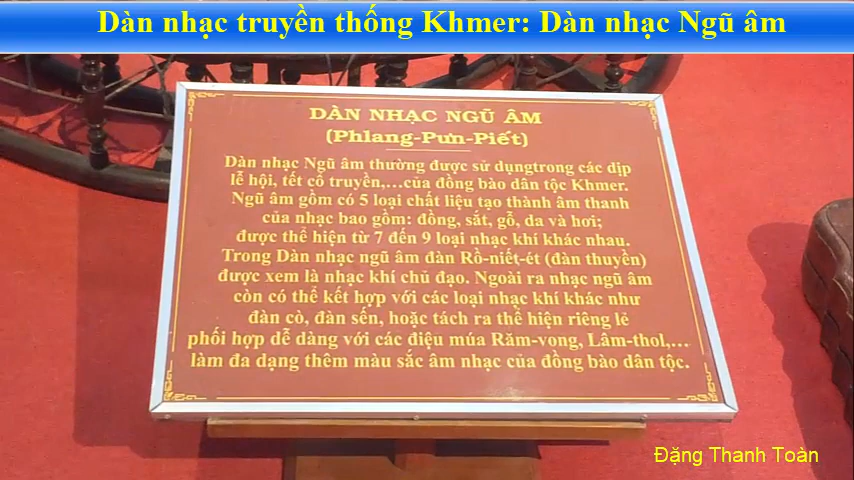 Dàn nhạc truyền thống Khmer: Dàn nhạc Ngũ âm
DÀN NHẠC NGŨ ÂM
(Phlang-Pưn-Piết)
Dàn nhạc Ngũ âm thường được sử dụngtrong các dịp
lễ hội, tết cổ truyền,...của đồng bào dân tộc Khmer.
Ngũ âm gồm có 5 loại chất liệu tạo thành âm thanh
của nhạc bao gồm: đồng, sắt, gỗ, da và hơi;
được thể hiện từ 7 đến 9 loại nhạc khí khác nhau.
Trong Dàn nhạc ngũ âm đàn Rồ-niết-ét (đàn thuyền)
được xem là nhạc khí chủ đạo. Ngoài ra nhạc ngũ âm
còn có thể kết hợp với các loại nhạc khí khác như
đàn cò, đàn sến, hoặc tách ra thể hiện riêng lẻ
phối hợp dễ dàng với các điệu múa Răm-vong, Lâm-thol,...
làm đa dạng thêm màu sắc âm nhạc của đồng bào dân tộc.
Đặng Thanh Toàn